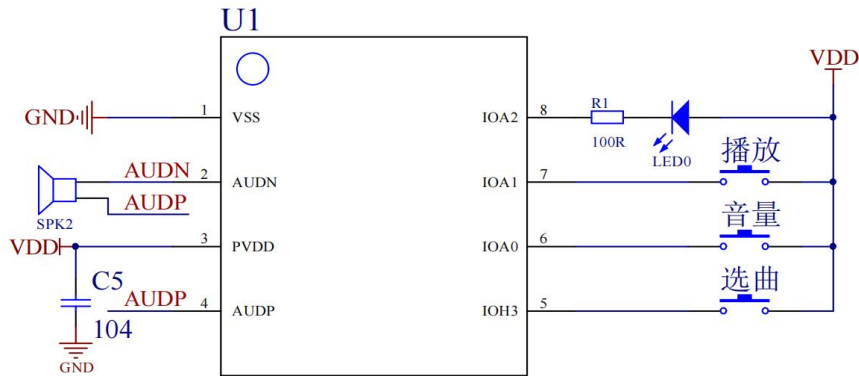 U1
VDD
GND
1
VSS
IOA2
8
R1
100R
LED0
播放
AUDN
2
AUDN
IOA1
7
AUDP
SPK2
音量
VDD
3
PVDD
IOA0
6
C5
104
选曲
AUDP
4
AUDP
IOH3
5
GND